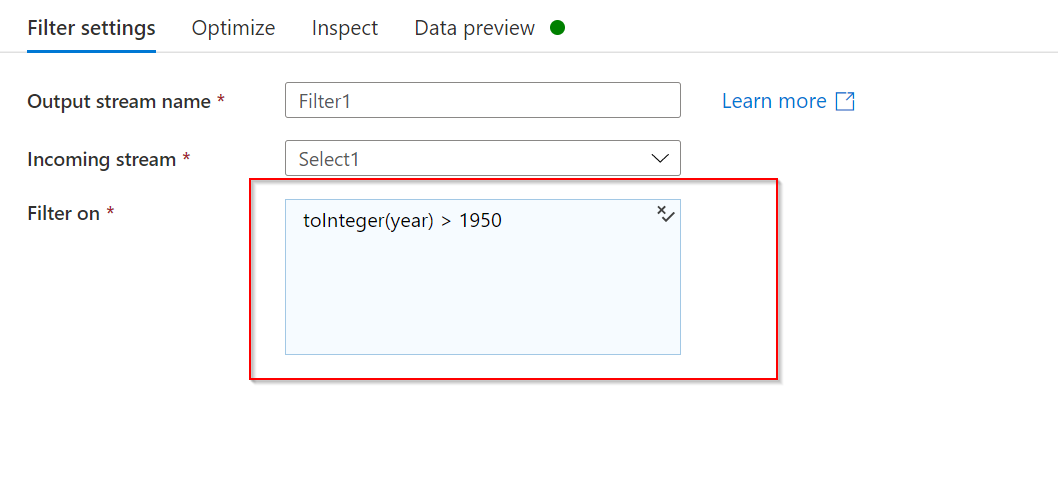 Filter settings Optimize Inspect Data preview
Output stream name * Filter1 Learn more
Incoming stream * Select1
Filter on * toInteger(year) > 1950